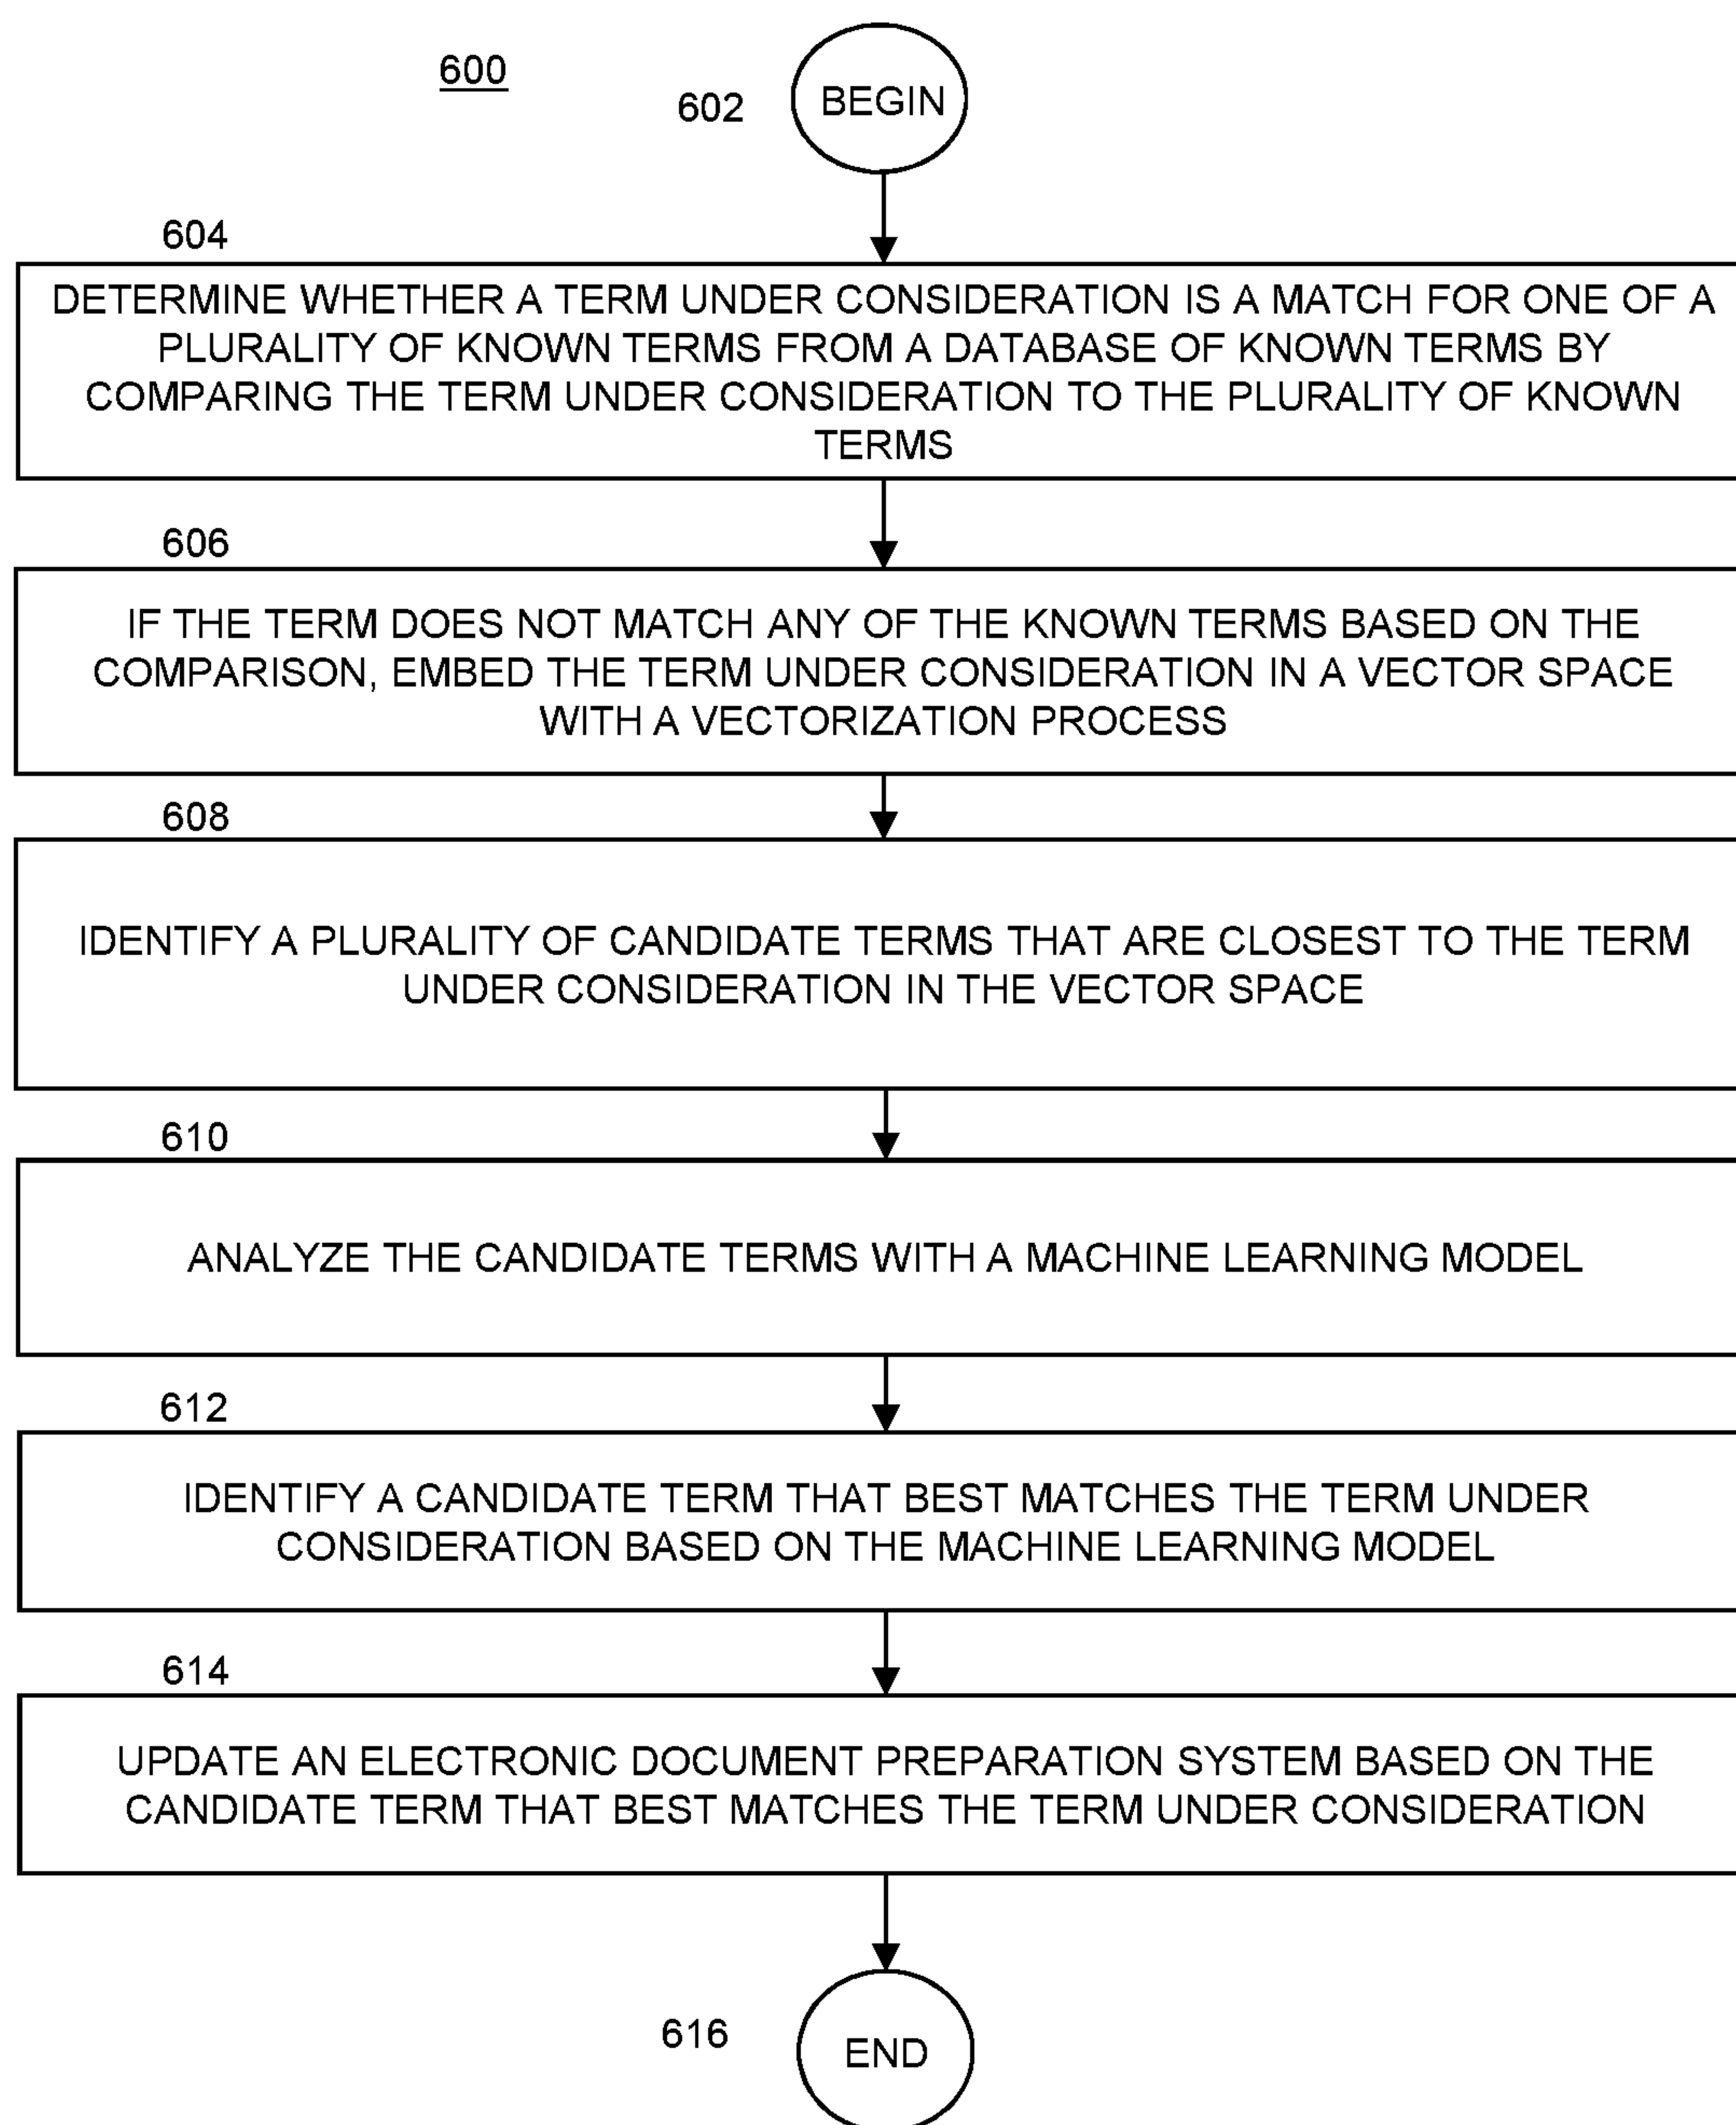 600
602
BEGIN
604
DETERMINE WHETHER A TERM UNDER CONSIDERATION IS A MATCH FOR ONE OF A
PLURALITY OF KNOWN TERMS FROM A DATABASE OF KNOWN TERMS BY
COMPARING THE TERM UNDER CONSIDERATION TO THE PLURALITY OF KNOWN
TERMS
606
IF THE TERM DOES NOT MATCH ANY OF THE KNOWN TERMS BASED ON THE
COMPARISON, EMBED THE TERM UNDER CONSIDERATION IN A VECTOR SPACE
WITH A VECTORIZATION PROCESS
608
IDENTIFY A PLURALITY OF CANDIDATE TERMS THAT ARE CLOSEST TO THE TERM
UNDER CONSIDERATION IN THE VECTOR SPACE
610
ANALYZE THE CANDIDATE TERMS WITH A MACHINE LEARNING MODEL
612
IDENTIFY A CANDIDATE TERM THAT BEST MATCHES THE TERM UNDER
CONSIDERATION BASED ON THE MACHINE LEARNING MODEL
614
UPDATE AN ELECTRONIC DOCUMENT PREPARATION SYSTEM BASED ON THE
CANDIDATE TERM THAT BEST MATCHES THE TERM UNDER CONSIDERATION
616
END